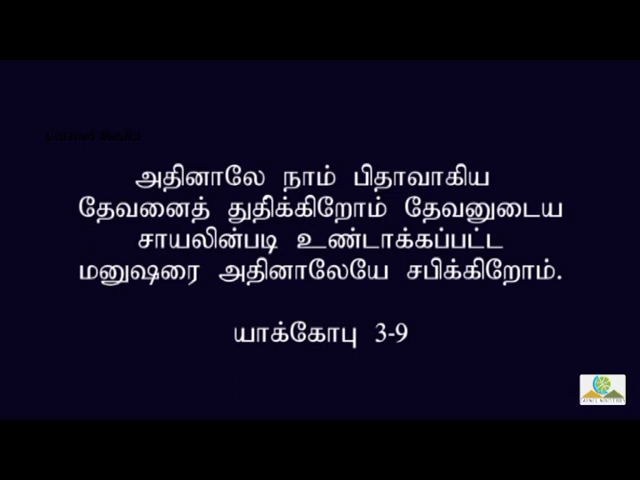 அதினாலே நாம் பிதாவாகிய
தேவனைத் துதிக்கிறோம் தேவனுடைய
சாயலின்படி உண்டாக்கப்பட்ட
மனுஷரை அதினாலேயே சபிக்கிறோம்.
யாக்கோபு 3-9